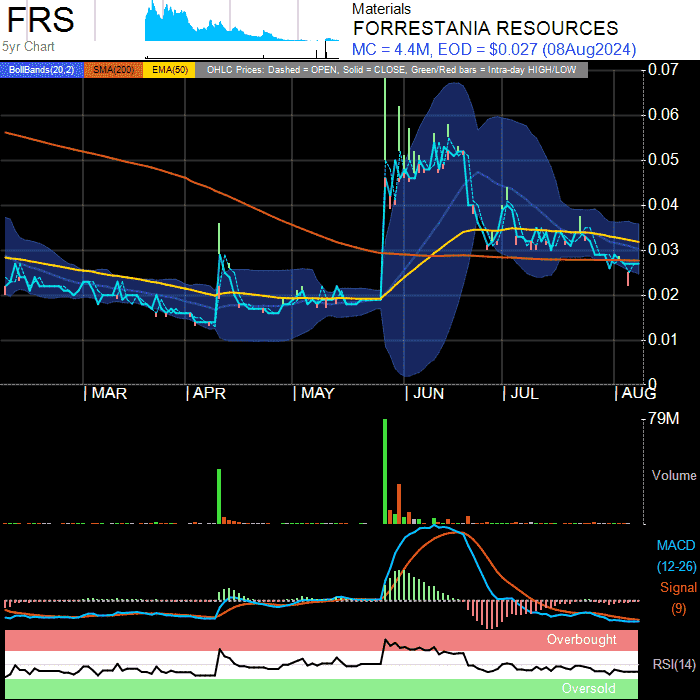 FRS
5yr Chart
Materials
FORRESTANIA RESOURCES
MC = 4.4M, EOD = $0.027 (08Aug2024)
BollBands(20,2) SMA(200) EMA(50) OHLC Prices: Dashed = OPEN, Solid = CLOSE, Green/Red bars = Intra-day HIGH/LOW
0.07
0.06
0.05
0.04
0.03
0.02
0.01
0
| MAR | APR | MAY | JUN | JUL | AUG
79M
Volume
MACD
(12-26)
Signal
(9)
Overbought
RSI(14)
Oversold